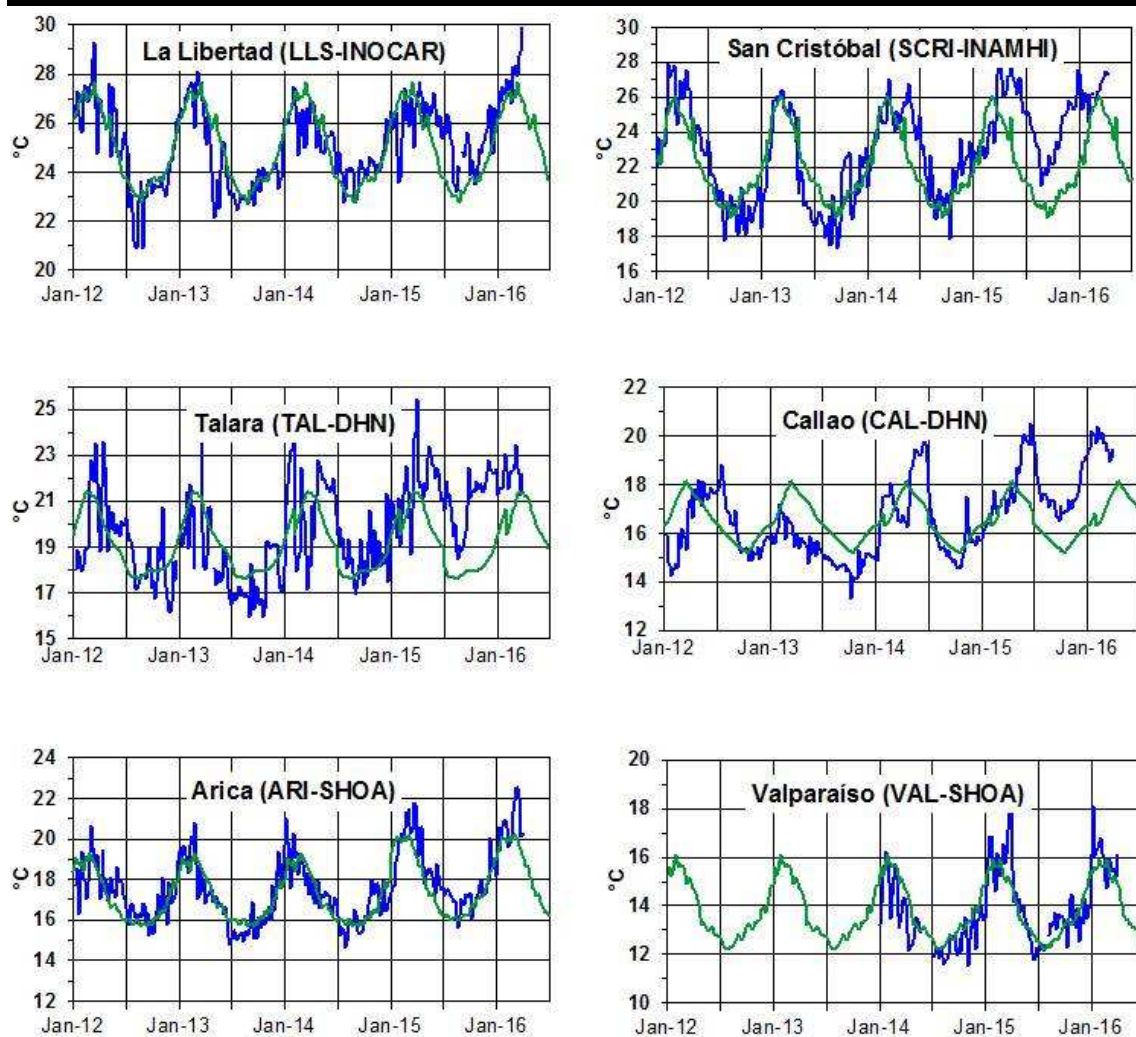 La Libertad (LLS-INOCAR)
°C
30
28
26
24
22
20
Jan-12 Jan-13 Jan-14 Jan-15 Jan-16
San Cristóbal (SCRI-INAMHI)
°C
30
28
26
24
22
20
18
16
Jan-12 Jan-13 Jan-14 Jan-15 Jan-16
Talara (TAL-DHN)
°C
25
23
21
19
17
15
Jan-12 Jan-13 Jan-14 Jan-15 Jan-16
Callao (CAL-DHN)
°C
22
20
18
16
14
12
Jan-12 Jan-13 Jan-14 Jan-15 Jan-16
Arica (ARI-SHOA)
°C
24
22
20
18
16
14
12
Jan-12 Jan-13 Jan-14 Jan-15 Jan-16
Valparaíso (VAL-SHOA)
°C
20
18
16
14
12
10
Jan-12 Jan-13 Jan-14 Jan-15 Jan-16